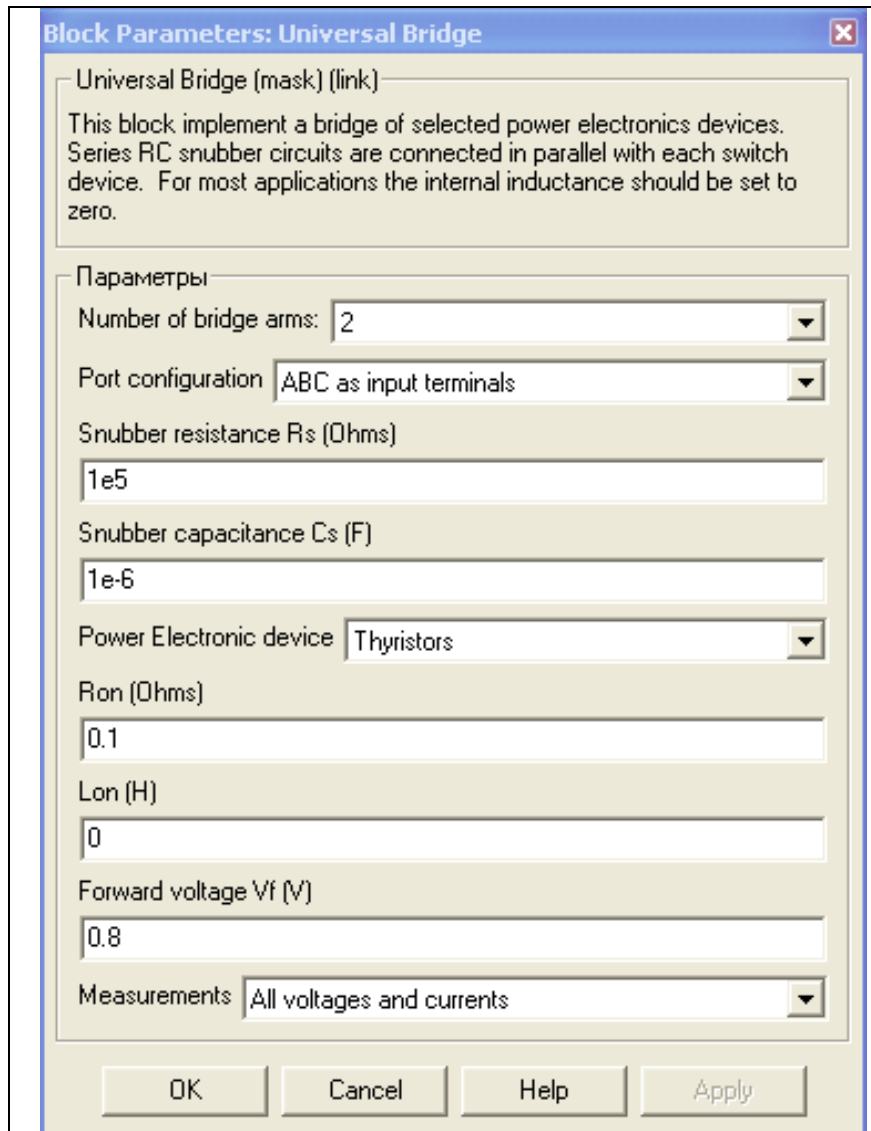 Block Parameters: Universal Bridge
Universal Bridge (mask) (link)
This block implement a bridge of selected power electronics devices.
Series RC snubber circuits are connected in parallel with each switch
device.  For most applications the internal inductance should be set to
zero.
Параметры
Number of bridge arms: 2
Port configuration ABC as input terminals
Snubber resistance Rs (Ohms)
1e5
Snubber capacitance Cs (F)
1e-6
Power Electronic device Thyristors
Ron (Ohms)
0.1
Lon (H)
0
Forward voltage Vf (V)
0.8
Measurements All voltages and currents
OK Cancel Help Apply